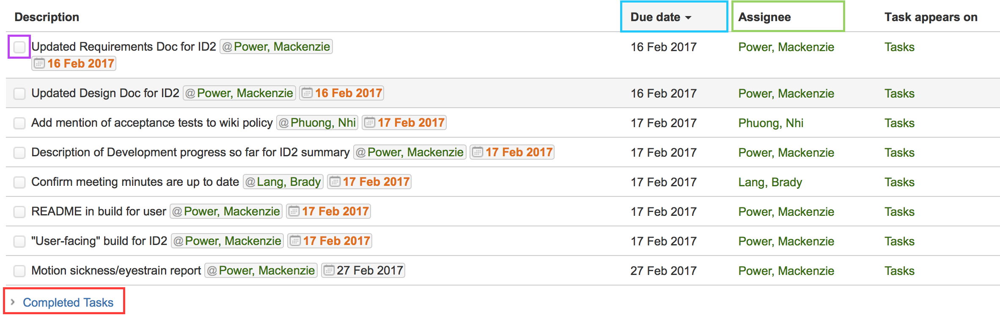 Description Due date Assignee Task appears on
Updated Requirements Doc for ID2 @Power, Mackenzie 16 Feb 2017 Power, Mackenzie Tasks
16 Feb 2017
Updated Design Doc for ID2 @Power, Mackenzie 16 Feb 2017 16 Feb 2017 Power, Mackenzie Tasks
Add mention of acceptance tests to wiki policy @Phuong, Nhi 17 Feb 2017 17 Feb 2017 Phuong, Nhi Tasks
Description of Development progress so far for ID2 summary @Power, Mackenzie 17 Feb 2017 17 Feb 2017 Power, Mackenzie Tasks
Confirm meeting minutes are up to date @Lang, Brady 17 Feb 2017 17 Feb 2017 Lang, Brady Tasks
README in build for user @Power, Mackenzie 17 Feb 2017 17 Feb 2017 Power, Mackenzie Tasks
"User-facing" build for ID2 @Power, Mackenzie 17 Feb 2017 17 Feb 2017 Power, Mackenzie Tasks
Motion sickness/eyestrain report @Power, Mackenzie 27 Feb 2017 27 Feb 2017 Power, Mackenzie Tasks
Completed Tasks